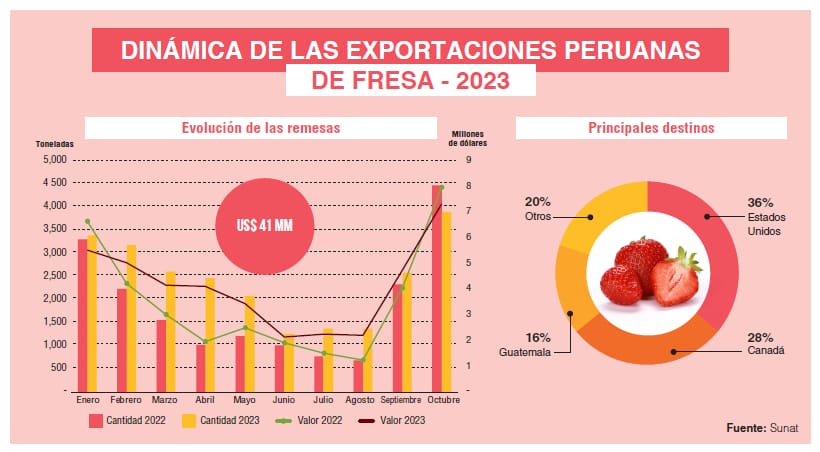 DINÁMICA DE LAS EXPORTACIONES PERUANAS
DE FRESA - 2023
Evolución de las remesas
Principales destinos
Toneladas
Millones
de dólares
5,000
4 500
4,000
3,500
3,000
2,500
2,000
1,500
1,000
500
-
9
8
7
6
5
4
3
2
1
-
US$ 41 MM
Enero Febrero Marzo Abril Mayo Junio Julio Agosto Septiembre Octubre
Cantidad 2022 Cantidad 2023 Valor 2022 Valor 2023
20%
Otros
36%
Estados
Unidos
16%
Guatemala
28%
Canadá
Fuente: Sunat